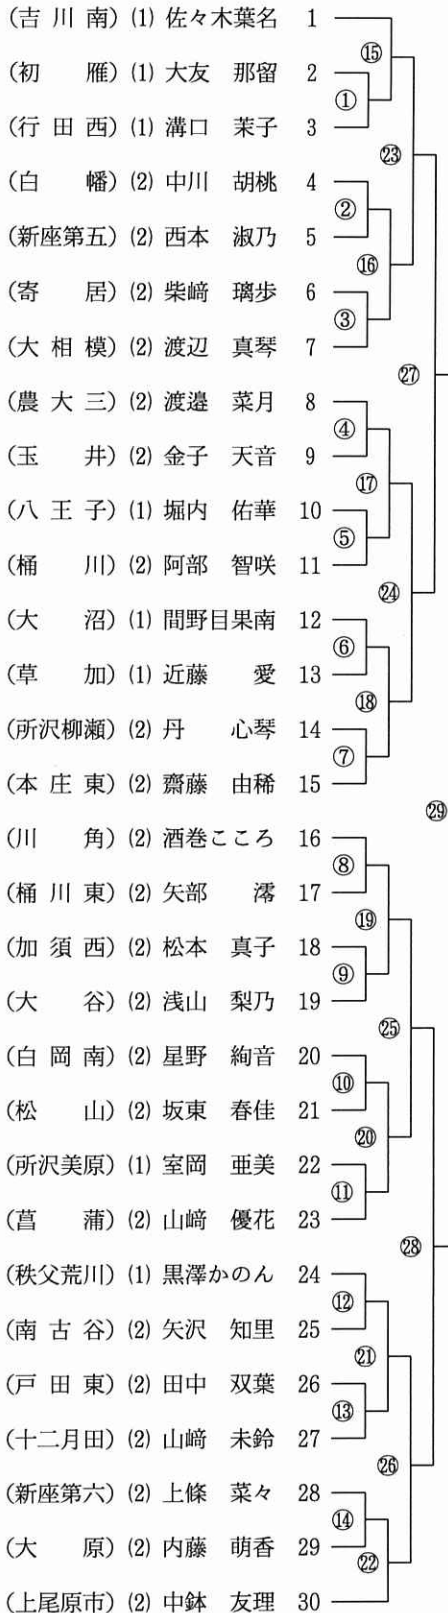 (吉川南) (1) 佐々木葉名 1
⑮
(初雁) (1) 大友 那留 2
①
(行田西) (1) 溝口 茉子 3
㉓
(白幡) (2) 中川 胡桃 4
②
(新座第五) (2) 西本 淑乃 5
⑯
(寄居) (2) 柴﨑 璃歩 6
③
(大相模) (2) 渡辺 真琴 7
㉗
(農大三) (2) 渡邉 菜月 8
④
(玉井) (2) 金子 天音 9
⑰
(八王子) (1) 堀内 佑華 10
⑤
(桶川) (2) 阿部 智咲 11
㉔
(大沼) (1) 間野目果南 12
⑥
(草加) (1) 近藤 愛 13
⑱
(所沢柳瀬) (2) 丹 心琴 14
⑦
(本庄東) (2) 齋藤 由稀 15
㉙
(川角) (2) 酒巻こころ 16
⑧
(桶川東) (2) 矢部 澪 17
⑲
(加須西) (2) 松本 真子 18
⑨
(大谷) (2) 浅山 梨乃 19
㉕
(白岡南) (2) 星野 絢音 20
⑩
(松山) (2) 坂東 春佳 21
⑳
(所沢美原) (1) 室岡 亜美 22
⑪
(菖蒲) (2) 山﨑 優花 23
㉘
(秩父荒川) (1) 黒澤かのん 24
⑫
(南古谷) (2) 矢沢 知里 25
㉑
(戸田東) (2) 田中 双葉 26
⑬
(十二月田) (2) 山﨑 未鈴 27
㉖
(新座第六) (2) 上條 菜々 28
⑭
(大原) (2) 内藤 萌香 29
㉒
(上尾原市) (2) 中鉢 友理 30